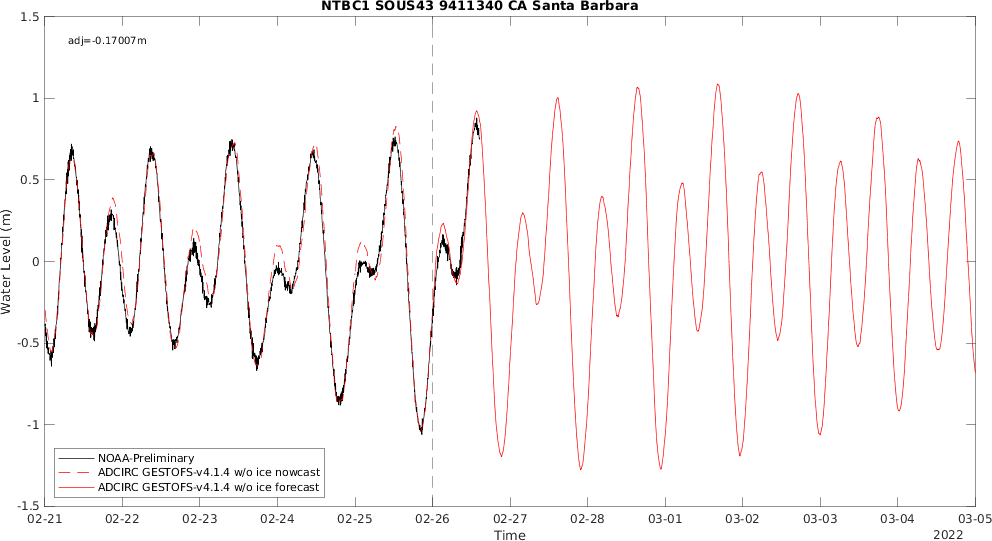 NTBC1 SOUS43 9411340 CA Santa Barbara
adj=-0.17007m
1.5
1
0.5
0
-0.5
-1
-1.5
Water Level (m)
NOAA-Preliminary
ADCIRC GESTOFS-v4.1.4 w/o ice nowcast
ADCIRC GESTOFS-v4.1.4 w/o ice forecast
02-21 02-22 02-23 02-24 02-25 02-26 02-27 02-28 03-01 03-02 03-03 03-04 03-05
Time
2022